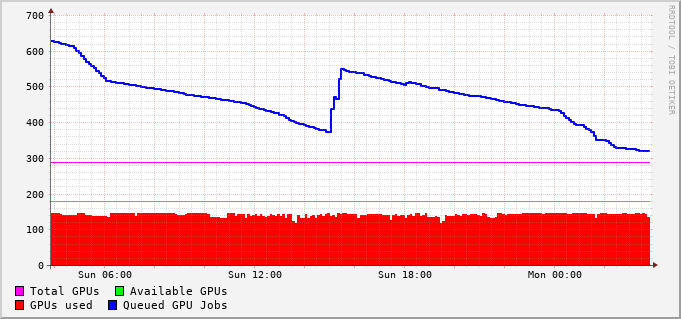 700
600
500
400
300
200
100
0
Sun 06:00 Sun 12:00 Sun 18:00 Mon 00:00
Total GPUs Available GPUs
GPUs used Queued GPU Jobs
RRDTOOL / TOBI OETIKER